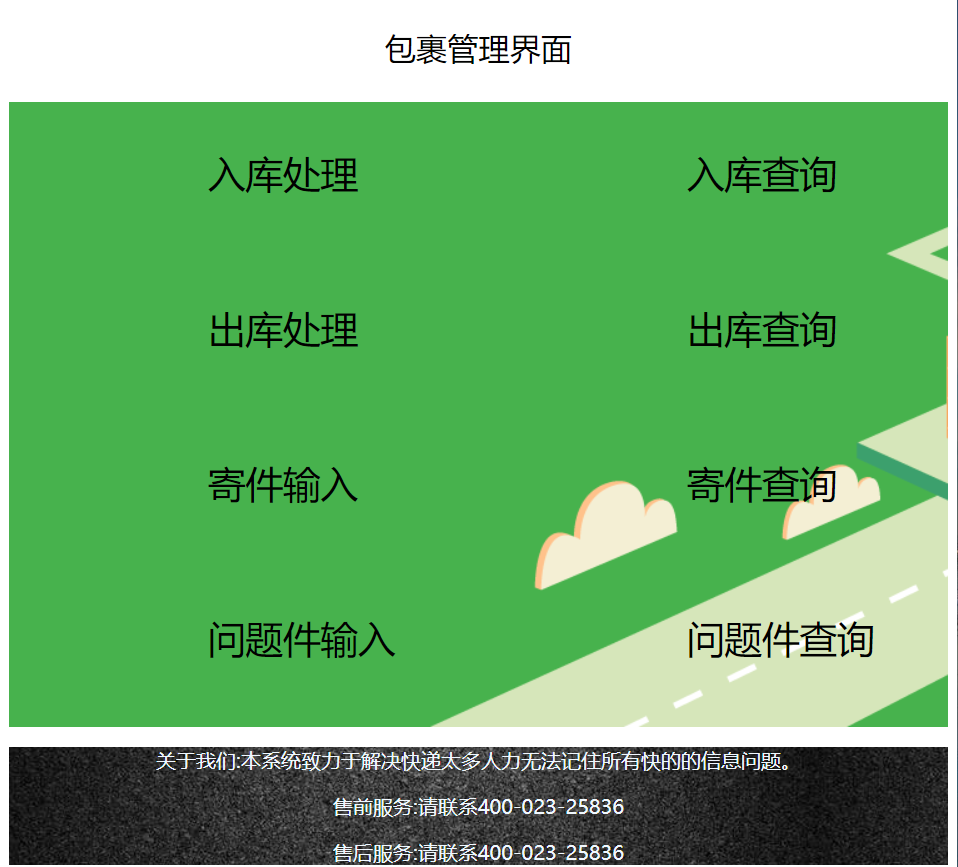 包裹管理界面
入库处理 入库查询
出库处理 出库查询
寄件输入 寄件查询
问题件输入 问题件查询
关于我们:本系统致力于解决快递太多人力无法记住所有快的的信息问题。
售前服务:请联系400-023-25836
售后服务:请联系400-023-25836